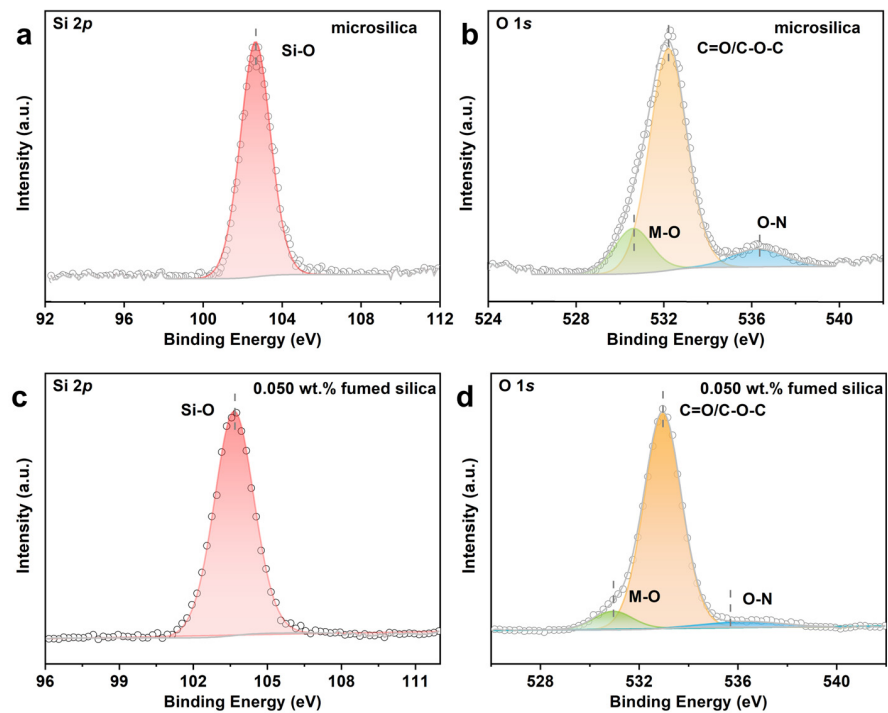 a
Si 2p
microsilica
Si-O
Intensity (a.u.)
92 96 100 104 108 112
Binding Energy (eV)
b
O 1s
microsilica
C=O/C-O-C
M-O
O-N
Intensity (a.u.)
524 528 532 536 540
Binding Energy (eV)
c
Si 2p
0.050 wt.% fumed silica
Si-O
Intensity (a.u.)
96 99 102 105 108 111
Binding Energy (eV)
d
O 1s
0.050 wt.% fumed silica
C=O/C-O-C
M-O
O-N
Intensity (a.u.)
528 532 536 540
Binding Energy (eV)